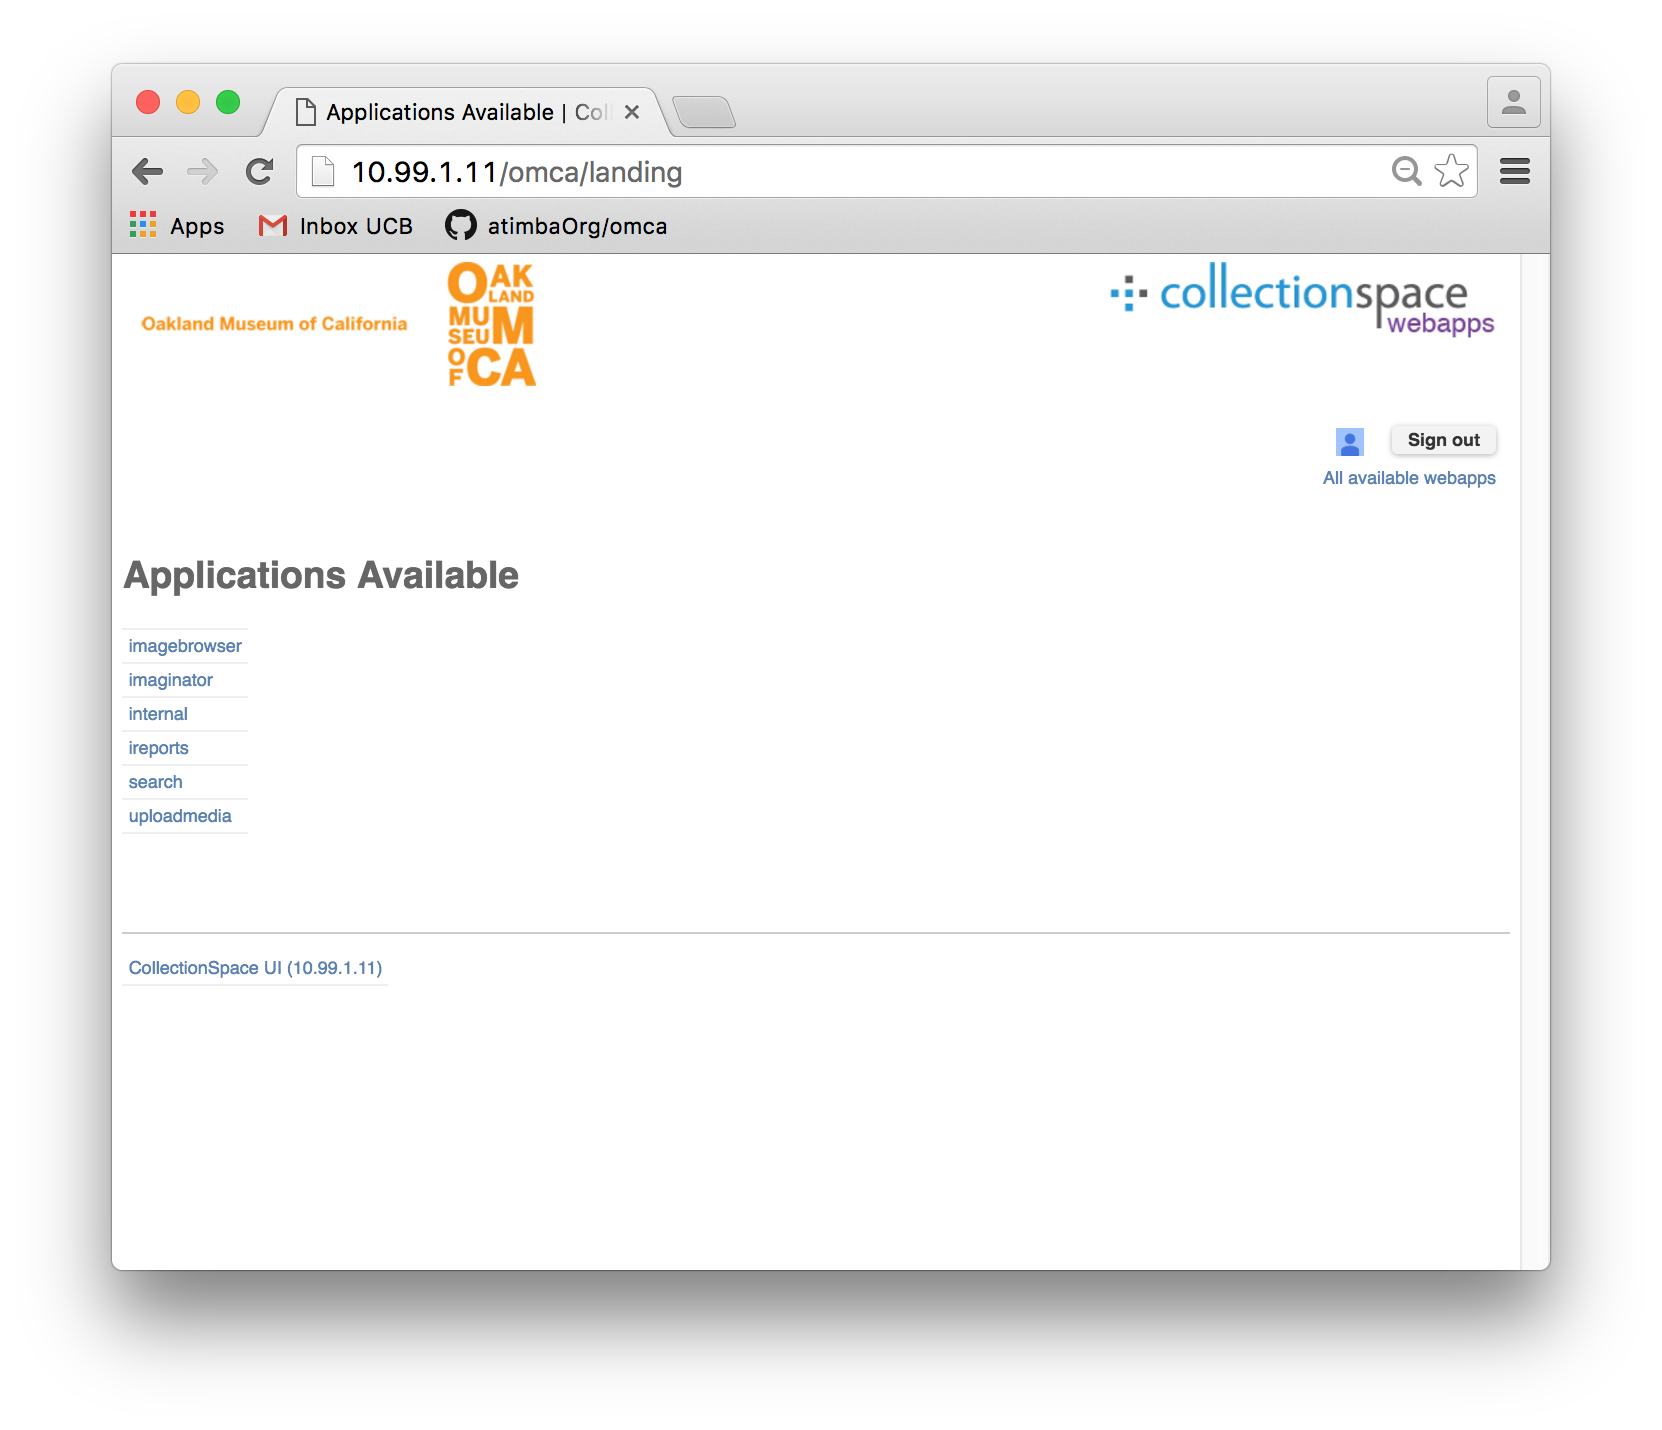 Applications Available | Col
10.99.1.11/omca/landing
Apps Inbox UCB atimbaOrg/omca
Oakland Museum of California
OAK
LAND
MU
SEUM
OF CA
collectionspace
webapps
Sign out
All available webapps
Applications Available
imagebrowser
imaginator
internal
ireports
search
uploadmedia
CollectionSpace UI (10.99.1.11)